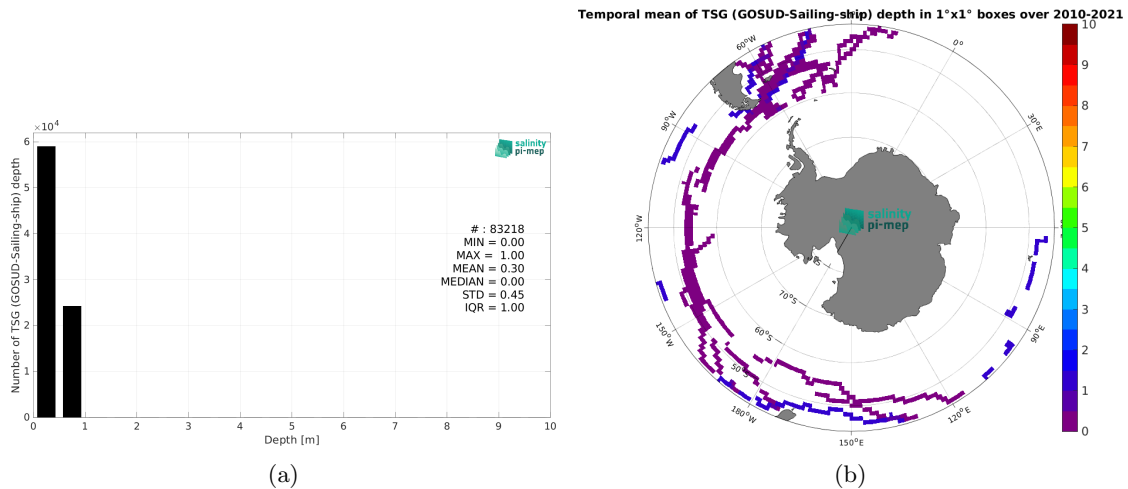 ×10⁴
6
5
4
3
2
1
0
0 1 2 3 4 5 6 7 8 9 10
Number of TSG (GOSUD-Sailing-ship) depth
Depth [m]
salinity
pi-mep
# : 83218
MIN = 0.00
MAX = 1.00
MEAN = 0.30
MEDIAN = 0.00
STD = 0.45
IQR = 1.00
(a)
Temporal mean of TSG (GOSUD-Sailing-ship) depth in 1°x1° boxes over 2010-2021
0°
30°E
90°E
120°E
150°E
180°W
150°W
120°W
90°W
60°W
50°S
60°S
70°S
salinity
pi-mep
10
9
8
7
6
5
4
3
2
1
0
(b)